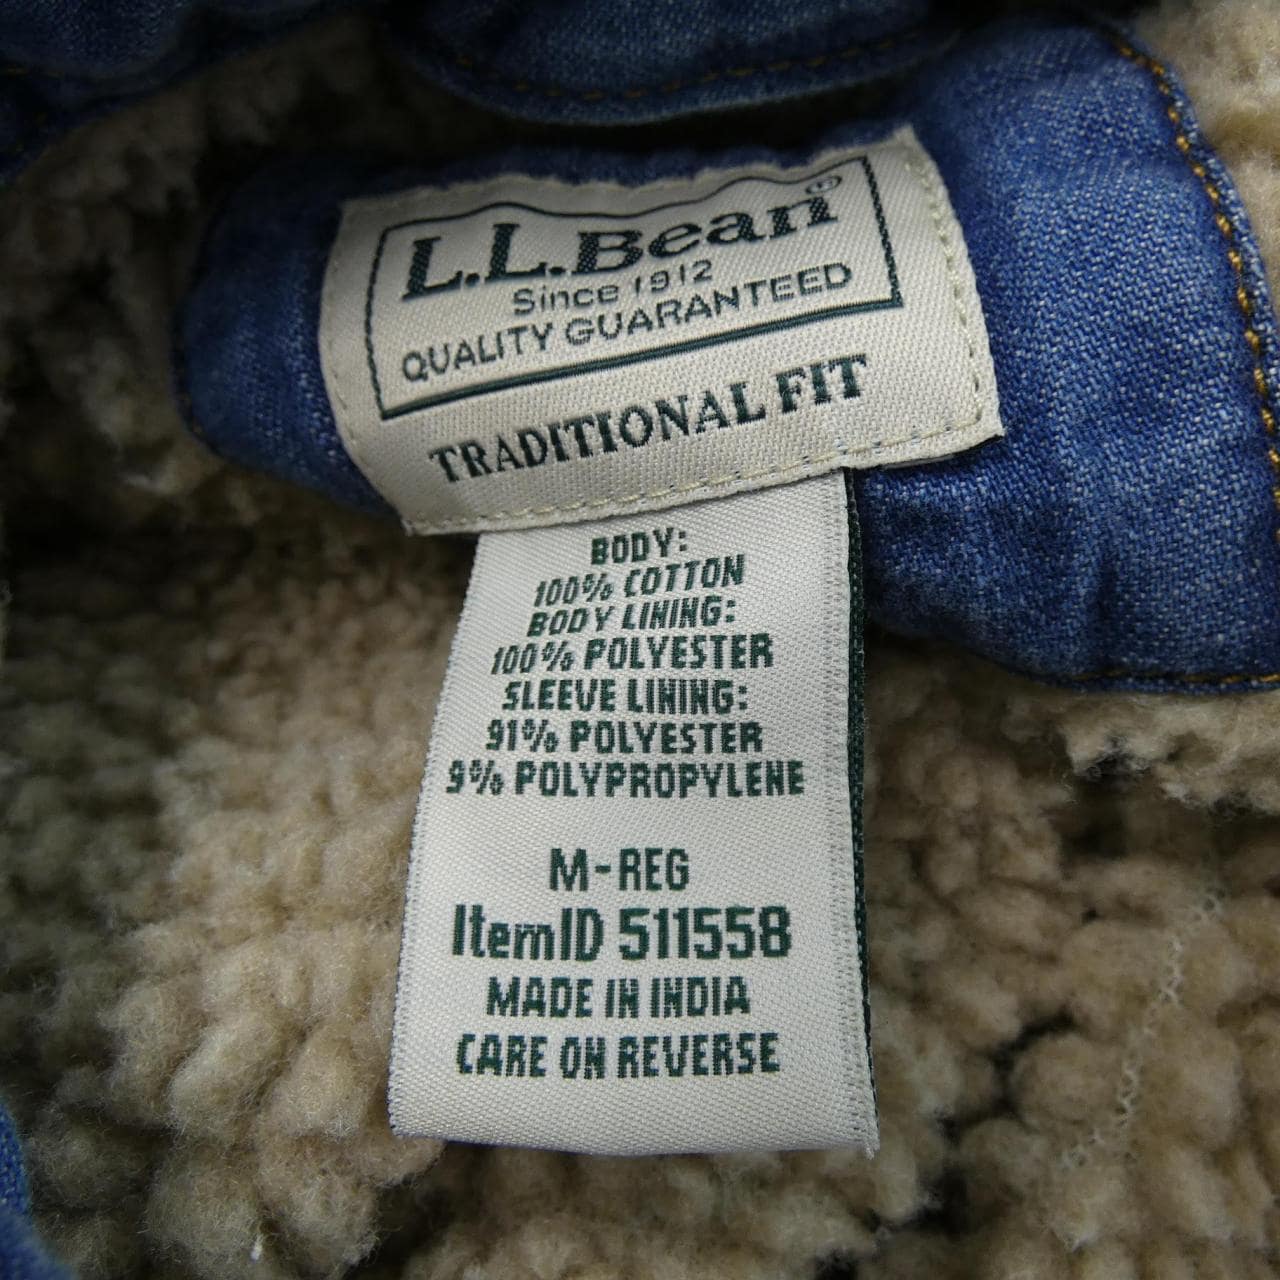 L.L.Bean®
Since 1912
QUALITY GUARANTEED
TRADITIONAL FIT
BODY:
100% COTTON
BODY LINING:
100% POLYESTER
SLEEVE LINING:
91% POLYESTER
9% POLYPROPYLENE
M-REG
ItemID 511558
MADE IN INDIA
CARE ON REVERSE